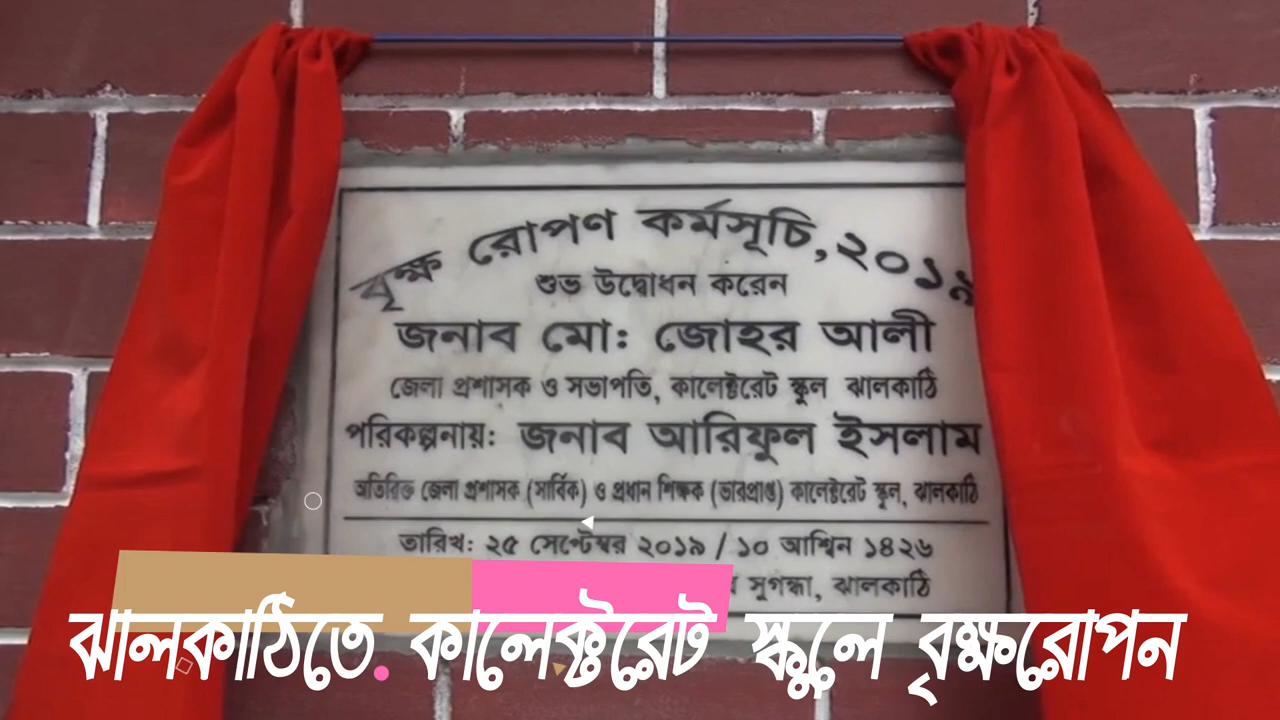 বৃক্ষ রোপণ কর্মসূচি, ২০১৯
শুভ উদ্বোধন করেন
জনাব মো: জোহর আলী
জেলা প্রশাসক ও সভাপতি, কালেক্টরেট স্কুল ঝালকাঠি
পরিকল্পনায়: জনাব আরিফুল ইসলাম
অতিরিক্ত জেলা প্রশাসক (সার্বিক) ও প্রধান শিক্ষক (ভারপ্রাপ্ত) কালেক্টরেট স্কুল, ঝালকাঠি
তারিখ: ২৫ সেপ্টেম্বর ২০১৯ / ১০ আশ্বিন ১৪২৬
সুগন্ধা, ঝালকাঠি
ঝালকাঠিতে কালেক্টরেট স্কুলে বৃক্ষরোপন